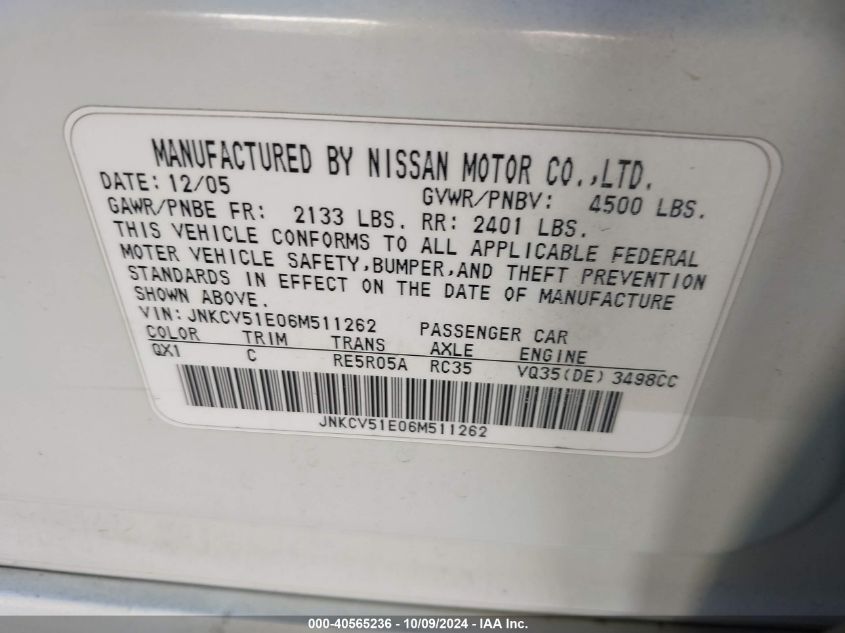 MANUFACTURED BY NISSAN MOTOR CO.,LTD.
DATE: 12/05 GVWR/PNBV: 4500 LBS.
GAWR/PNBE FR: 2133 LBS. RR: 2401 LBS.
THIS VEHICLE CONFORMS TO ALL APPLICABLE FEDERAL
MOTER VEHICLE SAFETY,BUMPER,AND THEFT PREVENTION
STANDARDS IN EFFECT ON THE DATE OF MANUFACTURE
SHOWN ABOVE.
VIN: JNKCV51E06M511262 PASSENGER CAR
COLOR TRIM TRANS AXLE ENGINE
QX1 C RE5R05A RC35 VQ35(DE) 3498CC
JNKCV51E06M511262
000-40565236 - 10/09/2024 - IAA Inc.